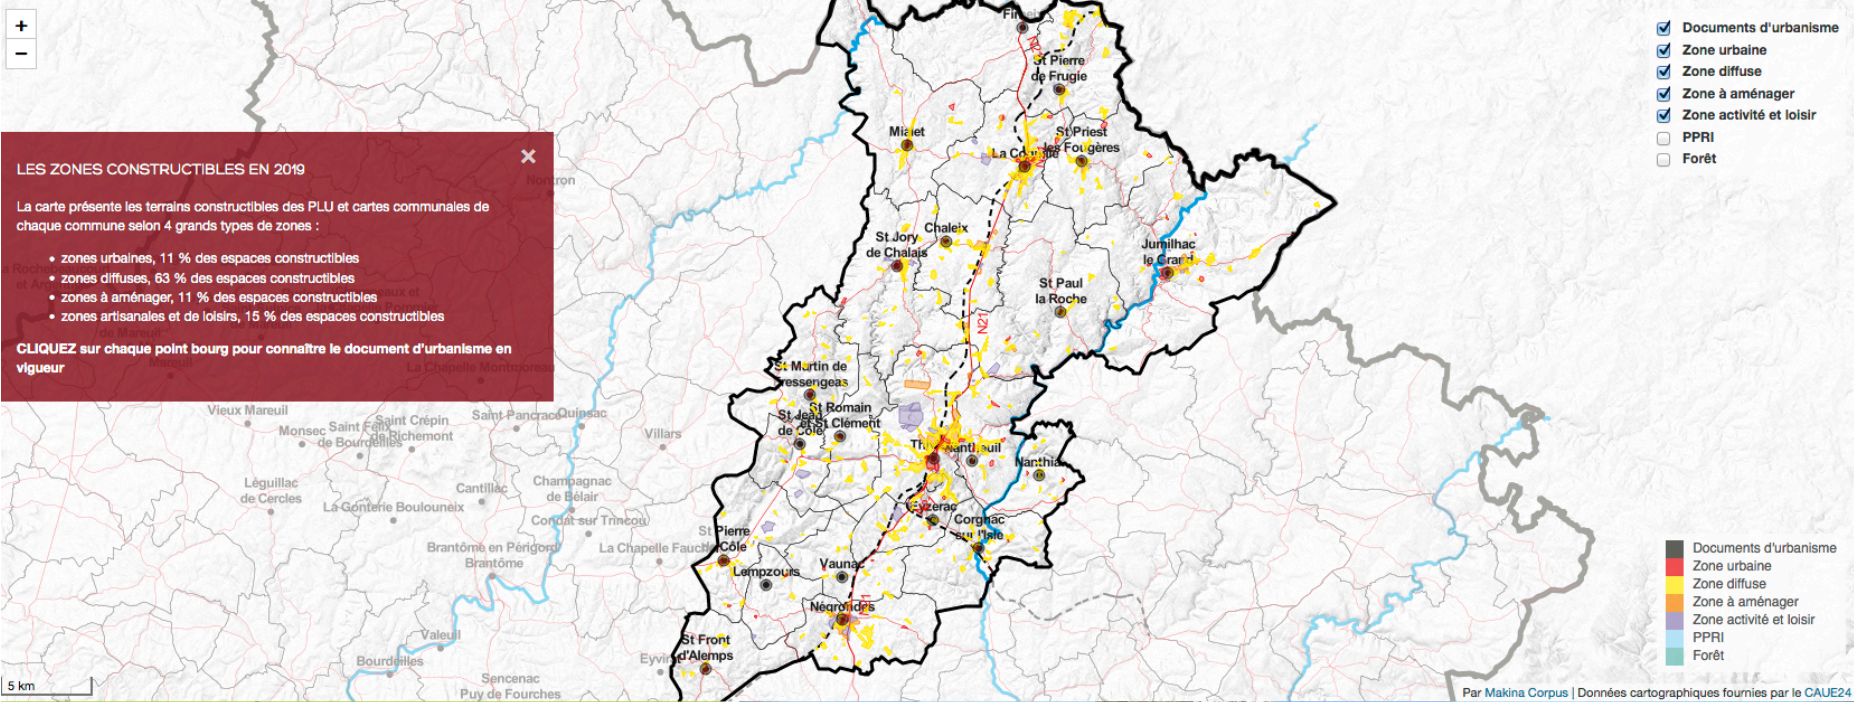 +
−
LES ZONES CONSTRUCTIBLES EN 2019
La carte présente les terrains constructibles des PLU et cartes communales de
chaque commune selon 4 grands types de zones :
• zones urbaines, 11 % des espaces constructibles
• zones diffuses, 63 % des espaces constructibles
• zones à aménager, 11 % des espaces constructibles
• zones artisanales et de loisirs, 15 % des espaces constructibles
CLIQUEZ sur chaque point bourg pour connaître le document d'urbanisme en
vigueur
Documents d'urbanisme
Zone urbaine
Zone diffuse
Zone à aménager
Zone activité et loisir
PPRI
Forêt
St Pierre
de Frugie
Mialet
St Priest
les Fougères
La
Chaleix
St Jory
de Chalais
Jumilhac
le Grand
St Paul
la Roche
N21
St Martin de
St Romain
et St Clément
St Jean
de Côle
Nanthia
Eyzerac
Corgnac
sur l'Isle
St Pierre
Côle
Lempzours
Vaunac
Négrondes
St Front
d'Alemps
Nontron
Mareuil
La Chapelle Montmoreau
Vieux Mareuil
Saint Crépin
de Richemont
Saint Pancrace
Quinsac
Monsec
Saint Félix
de Bourdeilles
Villars
Léguillac
de Cercles
Cantillac
Champagnac
de Bélair
La Gonterie Boulouneix
Condat sur Trincou
Brantôme en Périgord
Brantôme
La Chapelle
Valeuil
Bourdeilles
Sencenac
Puy de Fourches
5 km
Documents d'urbanisme
Zone urbaine
Zone diffuse
Zone à aménager
Zone activité et loisir
PPRI
Forêt
Par Makina Corpus | Données cartographiques fournies par le CAUE24